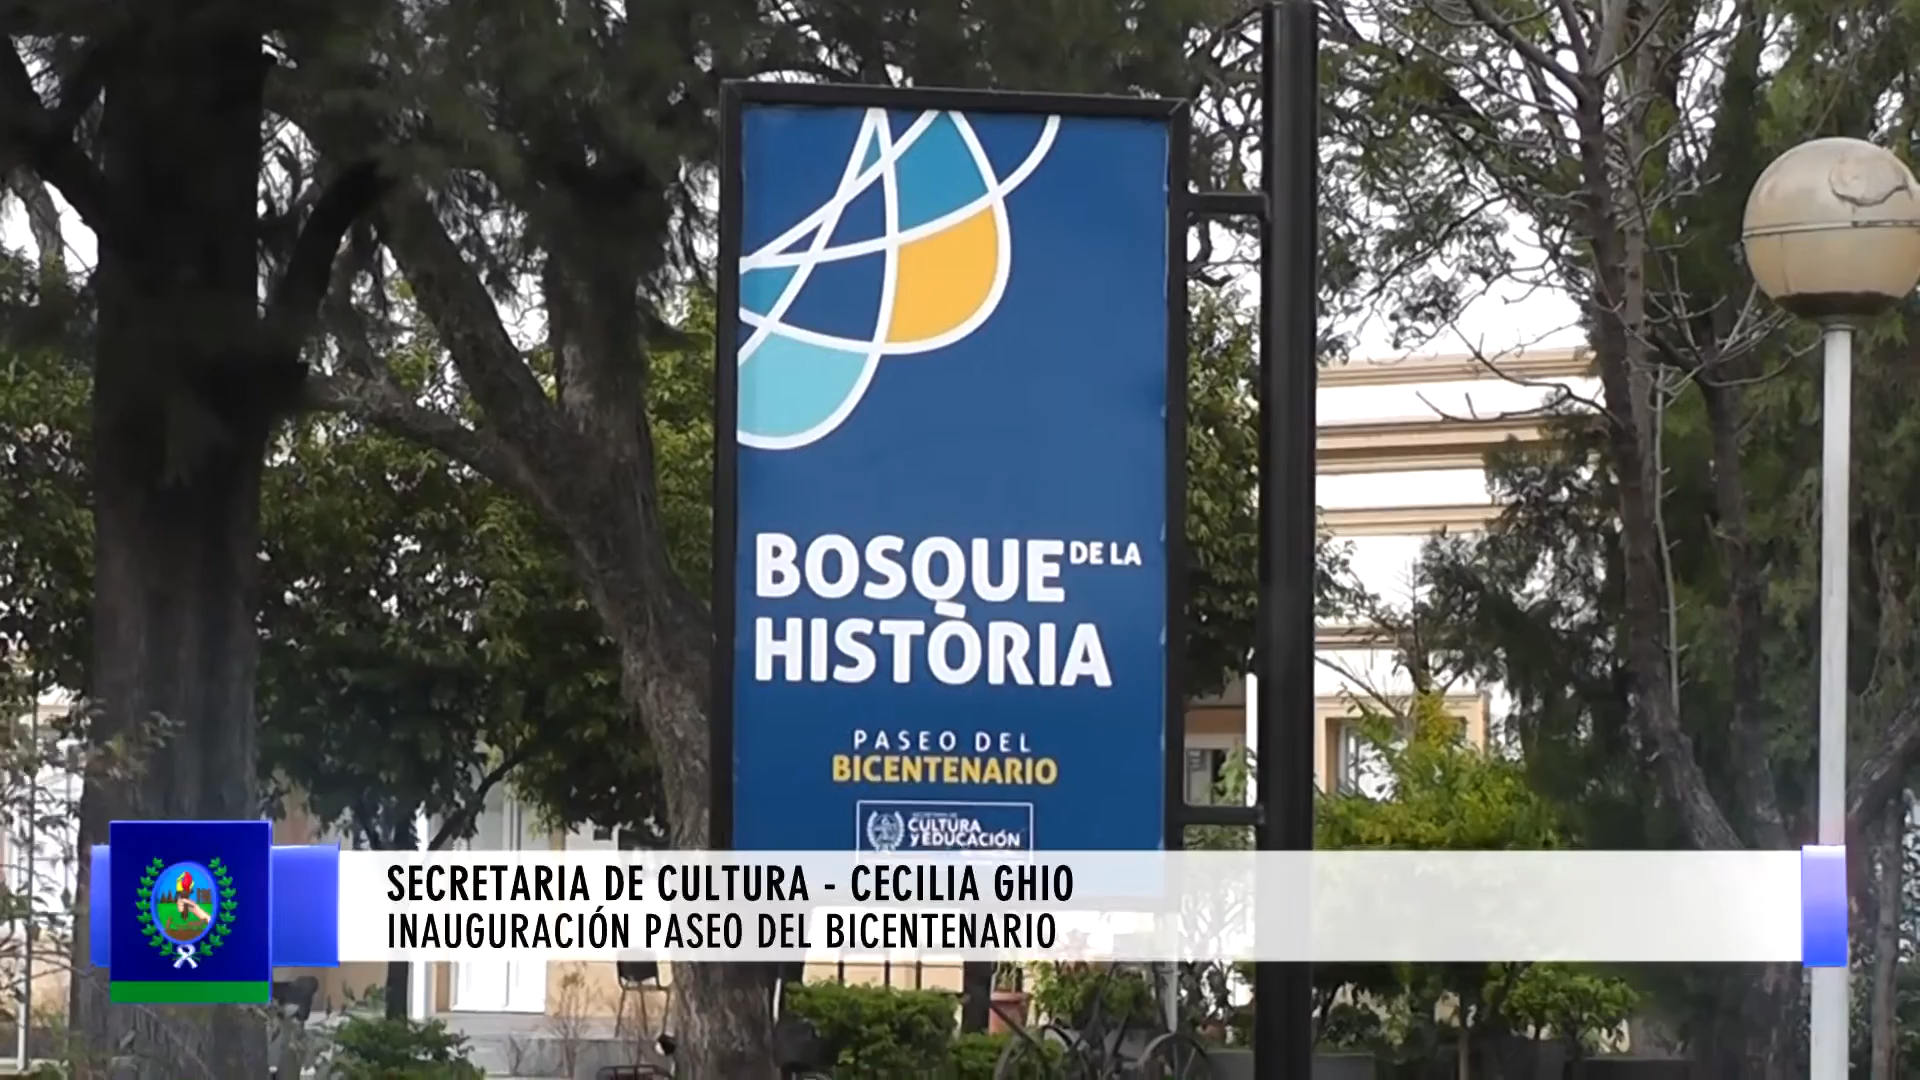 BOSQUE DE LA
HISTORIA
PASEO DEL
BICENTENARIO
CULTURA
Y EDUCACIÓN
SECRETARIA DE CULTURA - CECILIA GHIO
INAUGURACIÓN PASEO DEL BICENTENARIO